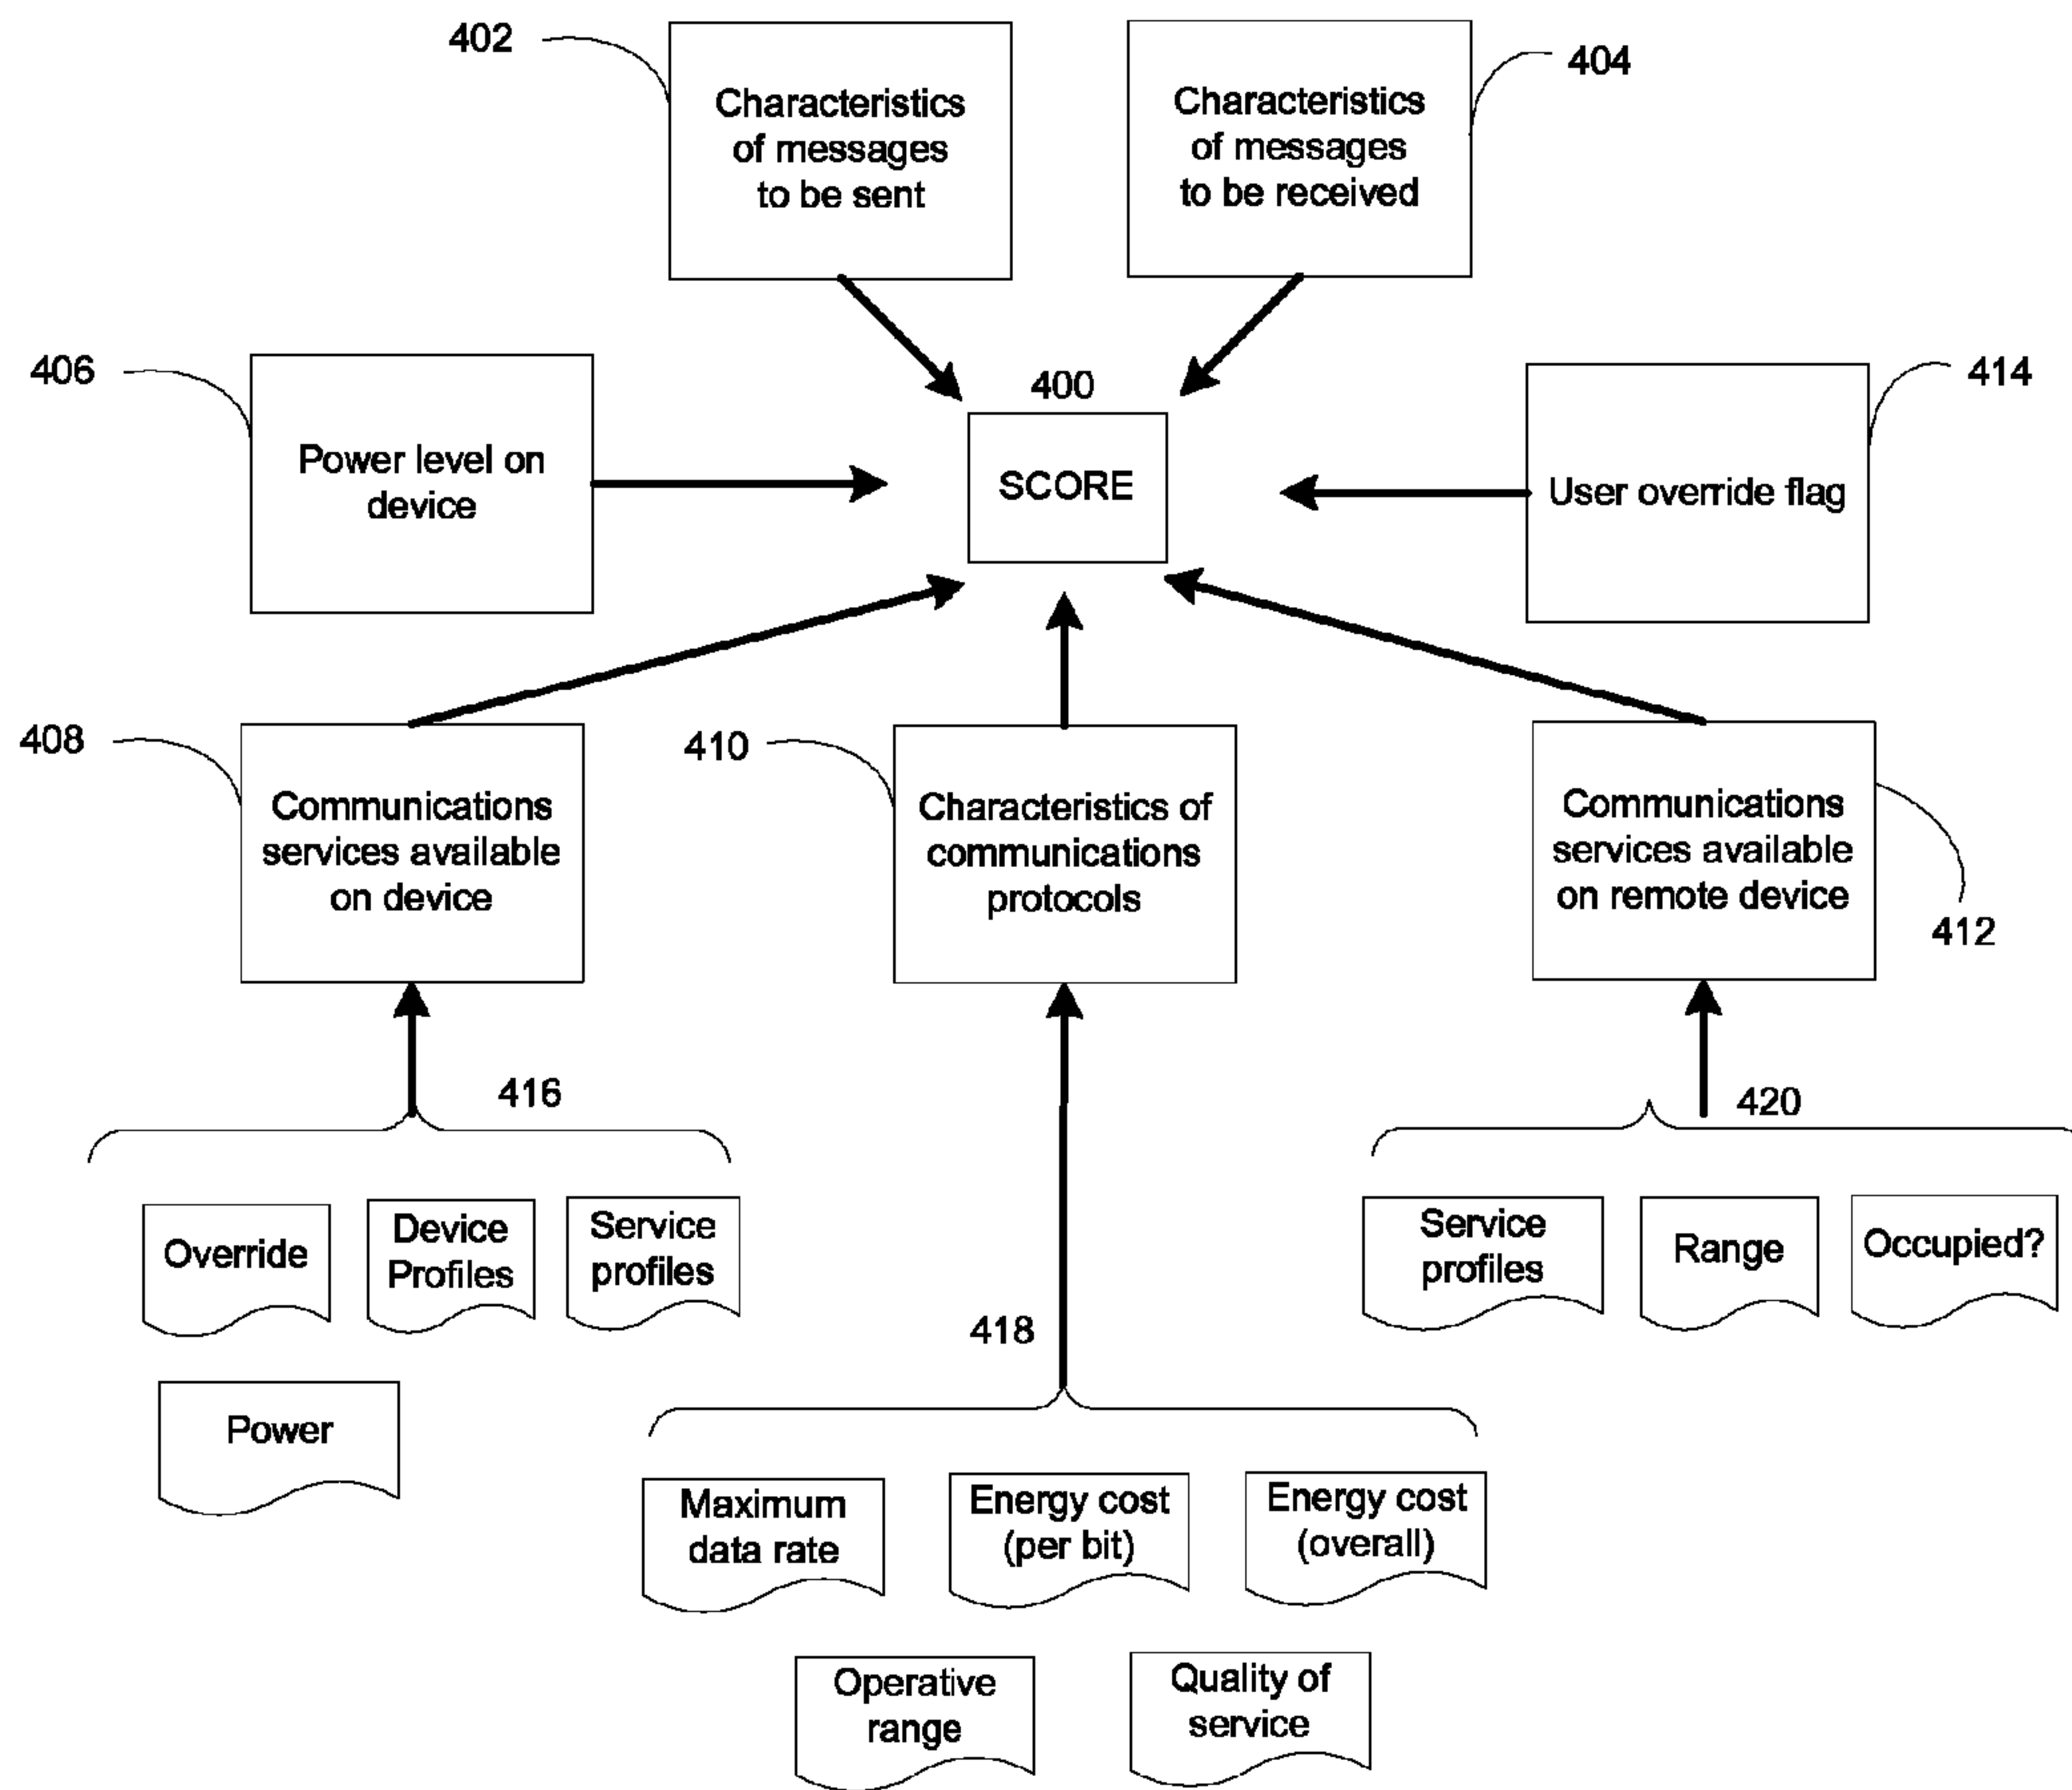 402
Characteristics
of messages
to be sent
Characteristics
of messages
to be received
404
406
Power level on
device
400
SCORE
User override flag
414
408
Communications
services available
on device
410
Characteristics of
communications
protocols
Communications
services available
on remote device
412
416
Override
Device
Profiles
Service
profiles
Power
418
Maximum
data rate
Energy cost
(per bit)
Energy cost
(overall)
Operative
range
Quality of
service
420
Service
profiles
Range
Occupied?